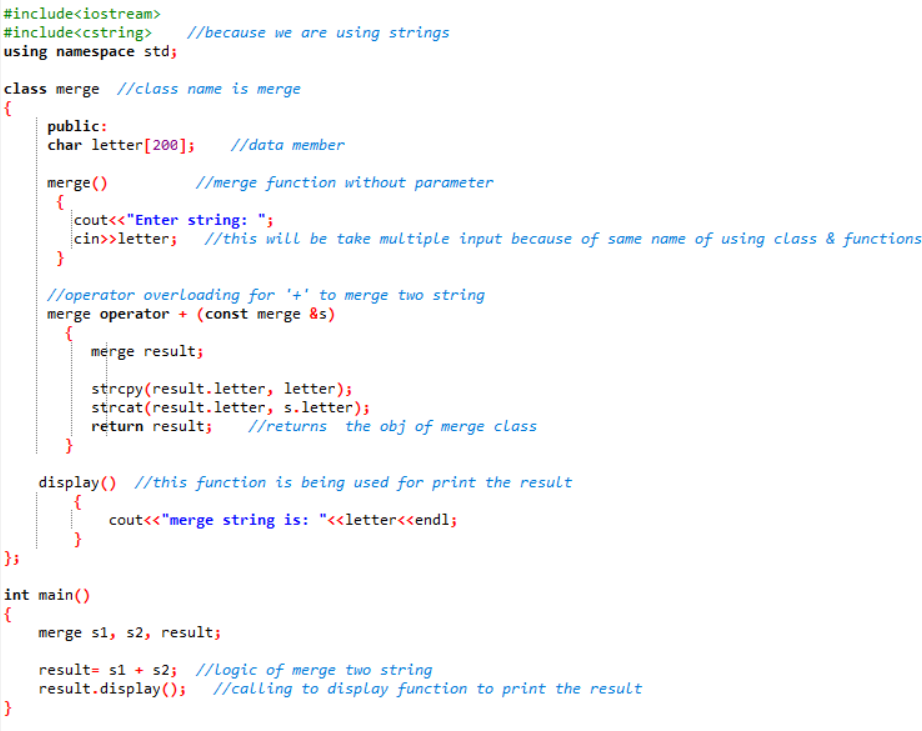 #include<iostream>
#include<cstring>    //because we are using strings
using namespace std;
class merge  //class name is merge
{
public:
char letter[200];    //data member
merge()          //merge function without parameter
{
cout<<"Enter string: ";
cin>>letter;   //this will be take multiple input because of same name of using class & functions
}
//operator overloading for '+' to merge two string
merge operator + (const merge &s)
{
merge result;
strcpy(result.letter, letter);
strcat(result.letter, s.letter);
return result;    //returns  the obj of merge class
}
display()  //this function is being used for print the result
{
cout<<"merge string is: "<<letter<<endl;
}
};
int main()
{
merge s1, s2, result;
result= s1 + s2;  //logic of merge two string
result.display();   //calling to display function to print the result
}